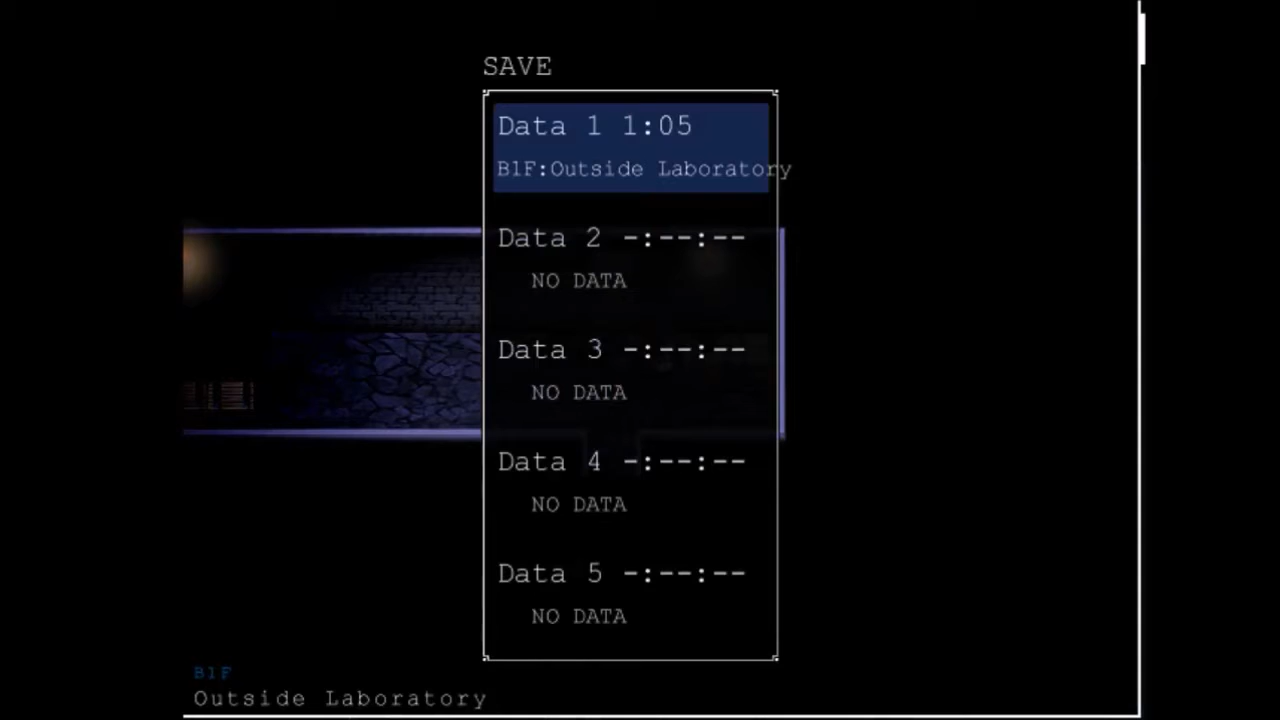 SAVE
Data 1 1:05
B1F:Outside Laboratory
Data 2 -:--:--
NO DATA
Data 3 -:--:--
NO DATA
Data 4 -:--:--
NO DATA
Data 5 -:--:--
NO DATA
B1F
Outside Laboratory